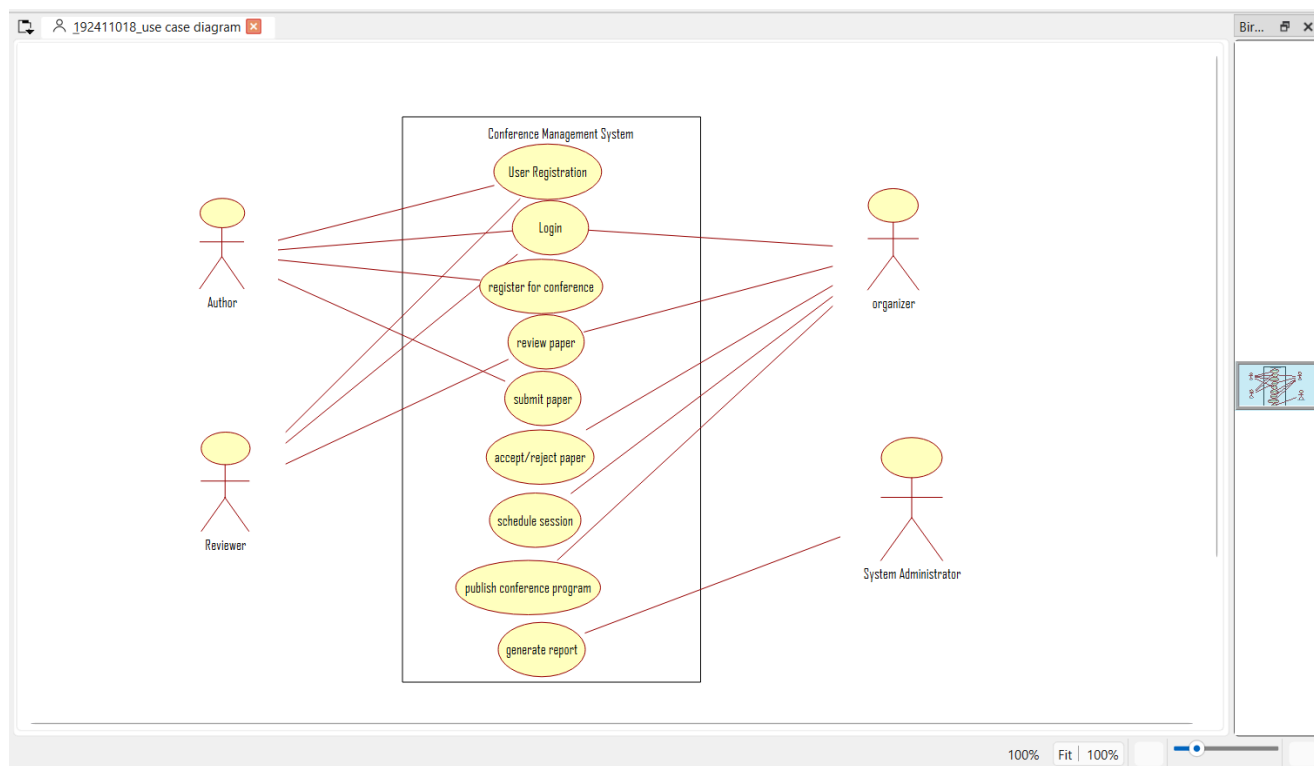 192411018_use case diagram
Bir...
Conference Management System
User Registration
Login
register for conference
review paper
submit paper
accept/reject paper
schedule session
publish conference program
generate report
Author
Reviewer
organizer
System Administrator
100%
Fit
100%